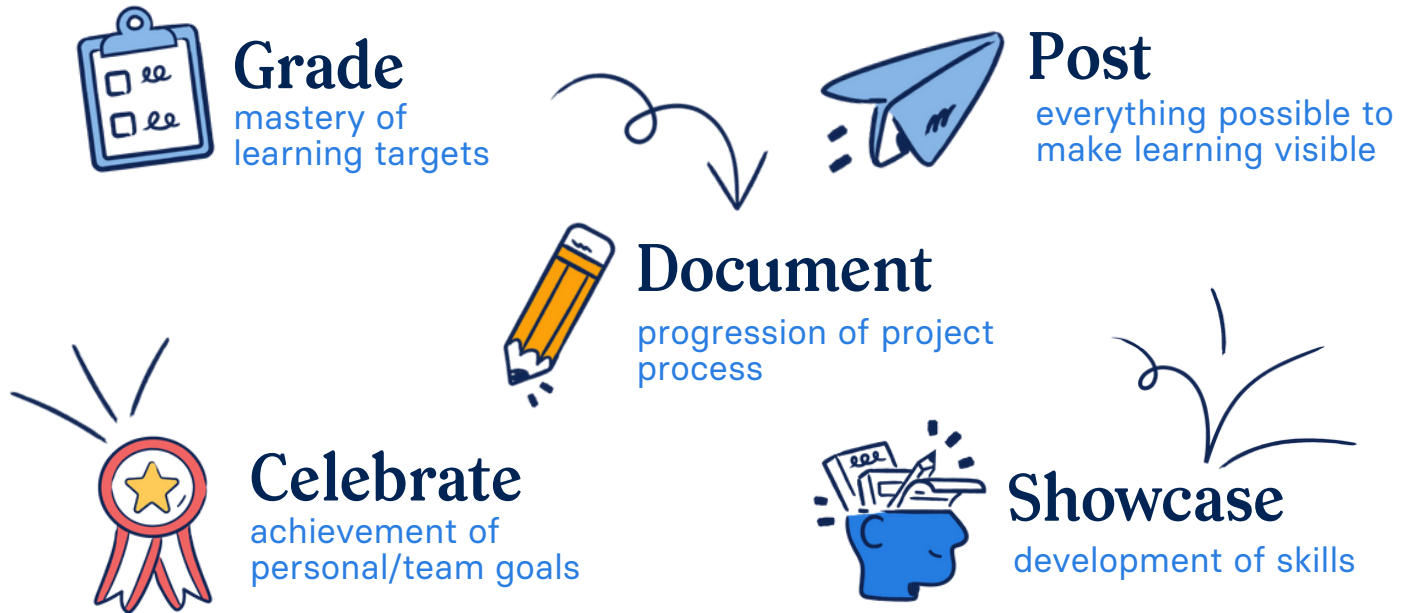 Grade
mastery of
learning targets
Post
everything possible to
make learning visible
Document
progression of project
process
Celebrate
achievement of
personal/team goals
Showcase
development of skills